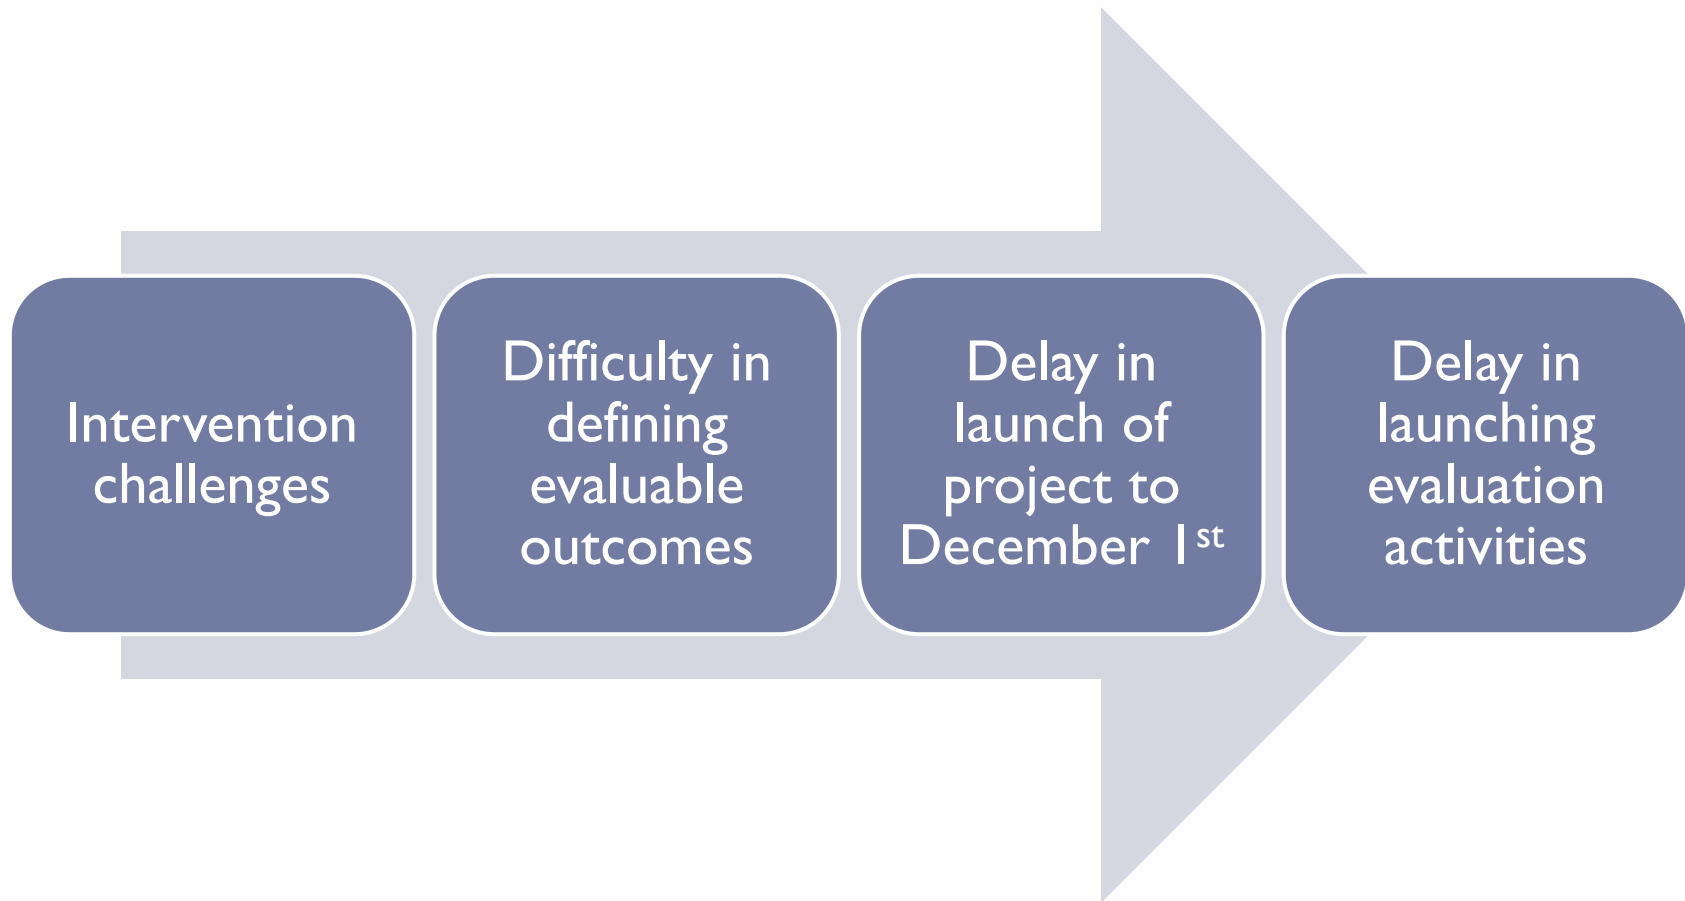 Intervention
challenges
Difficulty in
defining
evaluable
outcomes
Delay in
launch of
project to
December 1st
Delay in
launching
evaluation
activities